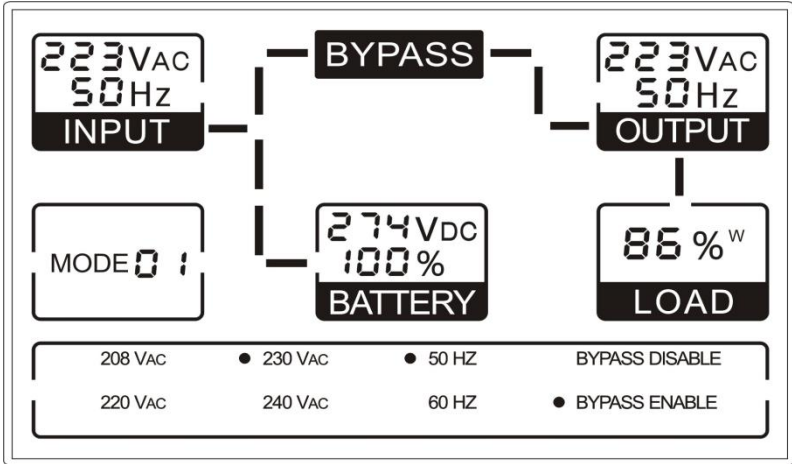 223VAC
50Hz
INPUT
BYPASS
223VAC
50Hz
OUTPUT
MODE 01
274VDC
100%
BATTERY
86%W
LOAD
208 VAC ● 230 VAC ● 50 HZ BYPASS DISABLE
220 VAC 240 VAC 60 HZ ● BYPASS ENABLE